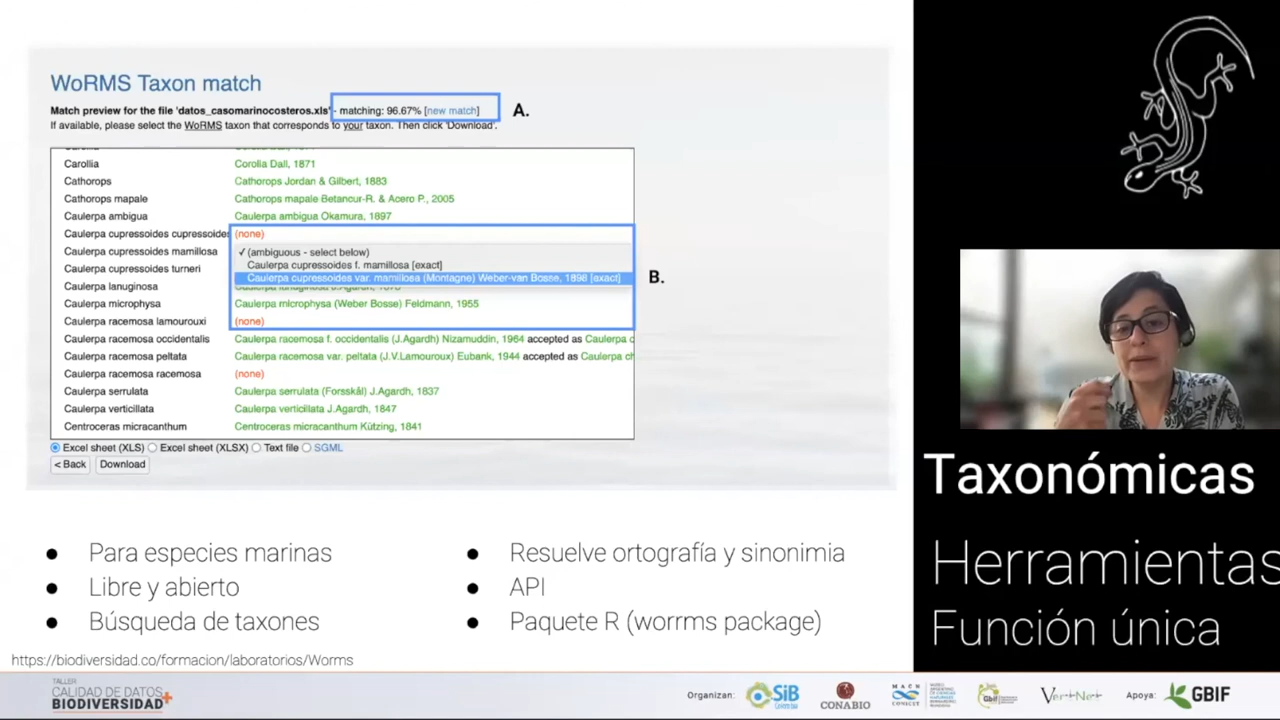 WoRMS Taxon match
Match preview for the file 'datos_casomarinocosteros.xls' - matching: 96.67% [new match]
A.
If available, please select the WoRMS taxon that corresponds to your taxon. Then click 'Download'.
Carollia Corolla Dall, 1871
Cathorops Cathorops Jordan & Gilbert, 1883
Cathorops mapale Cathorops mapale Betancur-R. & Acero P., 2005
Caulerpa ambigua Caulerpa ambigua Okamura, 1897
Caulerpa cupressoides cupressoides (none)
Caulerpa cupressoides mamillosa ✓ (ambiguous - select below)
Caulerpa cupressoides f. mamillosa [exact]
Caulerpa cupressoides turneri
Caulerpa cupressoides var. mamillosa (Montagne) Weber-van Bosse, 1898 [exact]
B.
Caulerpa lanuginosa
Caulerpa microphysa Caulerpa microphysa (Weber Bosse) Feldmann, 1955
Caulerpa racemosa lamourouxi (none)
Caulerpa racemosa occidentalis Caulerpa racemosa f. occidentalis (J.Agardh) Nizamuddin, 1964 accepted as Caulerpa c
Caulerpa racemosa peltata Caulerpa racemosa var. peltata (J.V.Lamouroux) Eubank, 1944 accepted as Caulerpa ch
Caulerpa racemosa racemosa (none)
Caulerpa serrulata Caulerpa serrulata (Forsskål) J.Agardh, 1837
Caulerpa verticillata Caulerpa verticillata J.Agardh, 1847
Centroceras micracanthum Centroceras micracanthum Kützing, 1841
Excel sheet (XLS) Excel sheet (XLSX) Text file SGML
< Back Download
● Para especies marinas
● Libre y abierto
● Búsqueda de taxones
● Resuelve ortografía y sinonimia
● API
● Paquete R (worrms package)
https://biodiversidad.co/formacion/laboratorios/Worms
Taxonómicas
Herramientas
Función única
TALLER
CALIDAD DE DATOS
BIODIVERSIDAD
Organizan:
SiB
Colombia
CONABIO
MACN
CONICET
Gbif
VertNet
Apoya:
GBIF